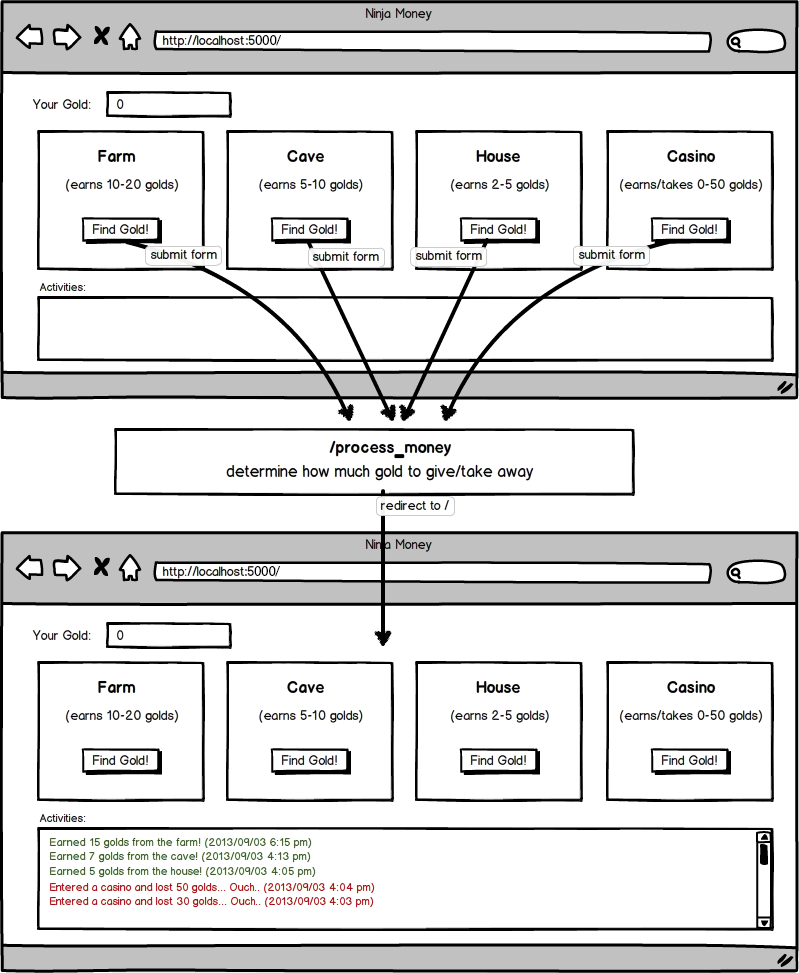 Ninja Money
http://localhost:5000/
Your Gold: 0
Farm
(earns 10-20 golds)
Find Gold!
submit form
Cave
(earns 5-10 golds)
Find Gold!
submit form
House
(earns 2-5 golds)
Find Gold!
submit form
Casino
(earns/takes 0-50 golds)
Find Gold!
submit form
Activities:
/process_money
determine how much gold to give/take away
redirect to /
Ninja Money
http://localhost:5000/
Your Gold: 0
Farm
(earns 10-20 golds)
Find Gold!
Cave
(earns 5-10 golds)
Find Gold!
House
(earns 2-5 golds)
Find Gold!
Casino
(earns/takes 0-50 golds)
Find Gold!
Activities:
Earned 15 golds from the farm! (2013/09/03 6:15 pm)
Earned 7 golds from the cave! (2013/09/03 4:13 pm)
Earned 5 golds from the house! (2013/09/03 4:05 pm)
Entered a casino and lost 50 golds... Ouch.. (2013/09/03 4:04 pm)
Entered a casino and lost 30 golds... Ouch.. (2013/09/03 4:03 pm)